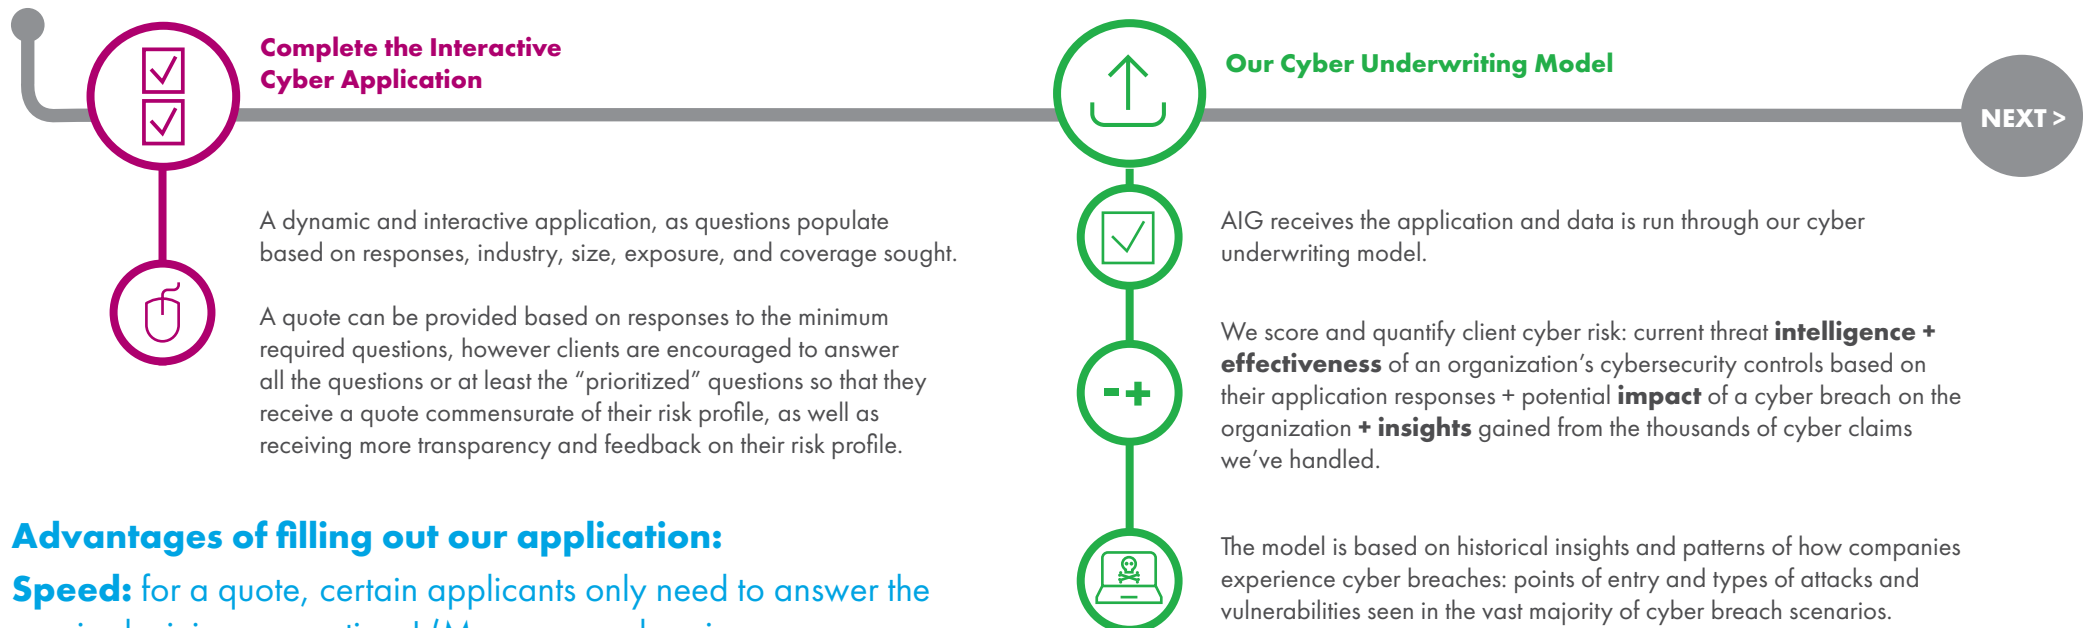 Complete the Interactive
Cyber Application
A dynamic and interactive application, as questions populate
based on responses, industry, size, exposure, and coverage sought.
A quote can be provided based on responses to the minimum
required questions, however clients are encouraged to answer
all the questions or at least the “prioritized” questions so that they
receive a quote commensurate of their risk profile, as well as
receiving more transparency and feedback on their risk profile.
Advantages of filling out our application:
Speed: for a quote, certain applicants only need to answer the
Our Cyber Underwriting Model
AIG receives the application and data is run through our cyber
underwriting model.
We score and quantify client cyber risk: current threat intelligence +
effectiveness of an organization’s cybersecurity controls based on
their application responses + potential impact of a cyber breach on the
organization + insights gained from the thousands of cyber claims
we’ve handled.
The model is based on historical insights and patterns of how companies
experience cyber breaches: points of entry and types of attacks and
vulnerabilities seen in the vast majority of cyber breach scenarios.
NEXT >